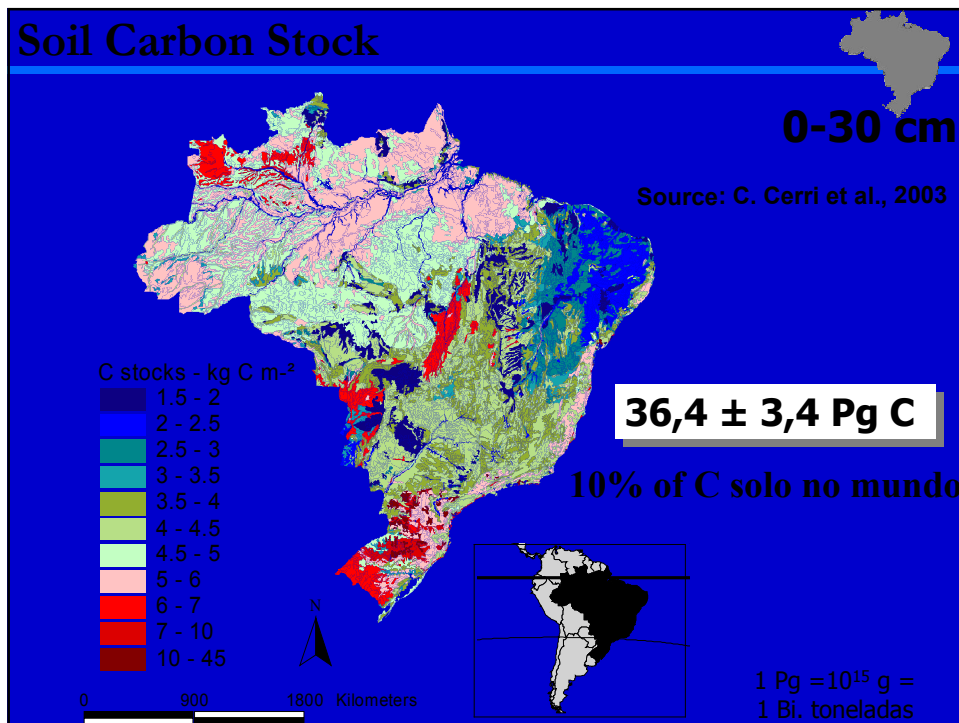 Soil Carbon Stock
0-30 cm
Source: C. Cerri et al., 2003
C stocks - kg C m-²
1.5 - 2
2 - 2.5
2.5 - 3
3 - 3.5
3.5 - 4
4 - 4.5
4.5 - 5
5 - 6
6 - 7
7 - 10
10 - 45
36,4 ± 3,4 Pg C
10% of C solo no mundo
N
0 900 1800 Kilometers
1 Pg =10¹⁵ g =
1 Bi. toneladas